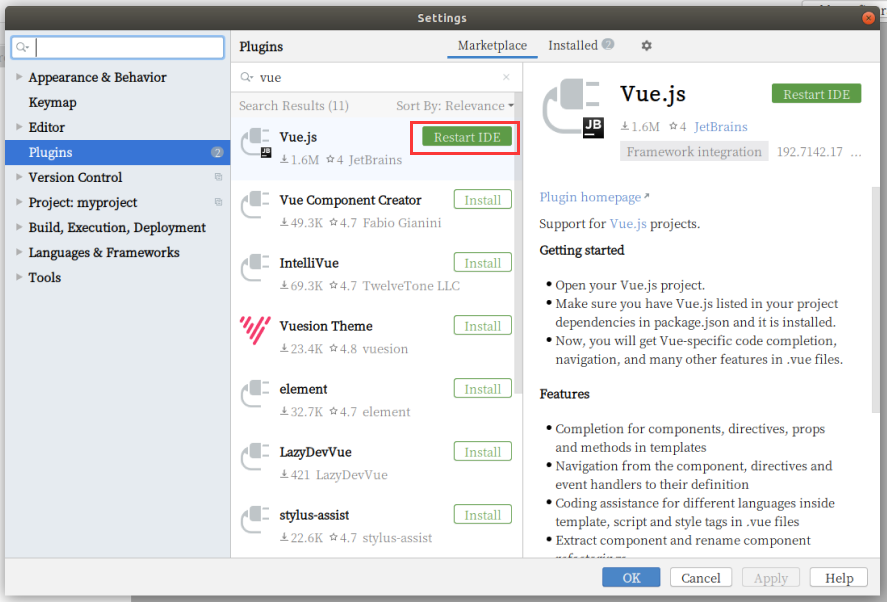 Settings
Plugins
Marketplace
Installed 2
vue
Search Results (11)
Sort By: Relevance
Appearance & Behavior
Keymap
Editor
Plugins 2
Version Control
Project: myproject
Build, Execution, Deployment
Languages & Frameworks
Tools
Vue.js
Restart IDE
1.6M 4 JetBrains
JB
Vue Component Creator
Install
49.3K 4.7 Fabio Gianini
IntelliVue
Install
69.3K 4.7 TwelveTone LLC
Vuesion Theme
Install
23.4K 4.8 vuesion
element
Install
32.7K 4.7 element
LazyDevVue
Install
421 LazyDevVue
stylus-assist
Install
22.6K 4.7 stylus-assist
JB
Vue.js
Restart IDE
1.6M 4 JetBrains
Framework integration 192.7142.17 ...
Plugin homepage
Support for Vue.js projects.
Getting started
Open your Vue.js project.
Make sure you have Vue.js listed in your project
dependencies in package.json and it is installed.
Now, you will get Vue-specific code completion,
navigation, and many other features in .vue files.
Features
Completion for components, directives, props
and methods in templates
Navigation from the component, directives and
event handlers to their definition
Coding assistance for different languages inside
template, script and style tags in .vue files
Extract component and rename component
OK
Cancel
Apply
Help